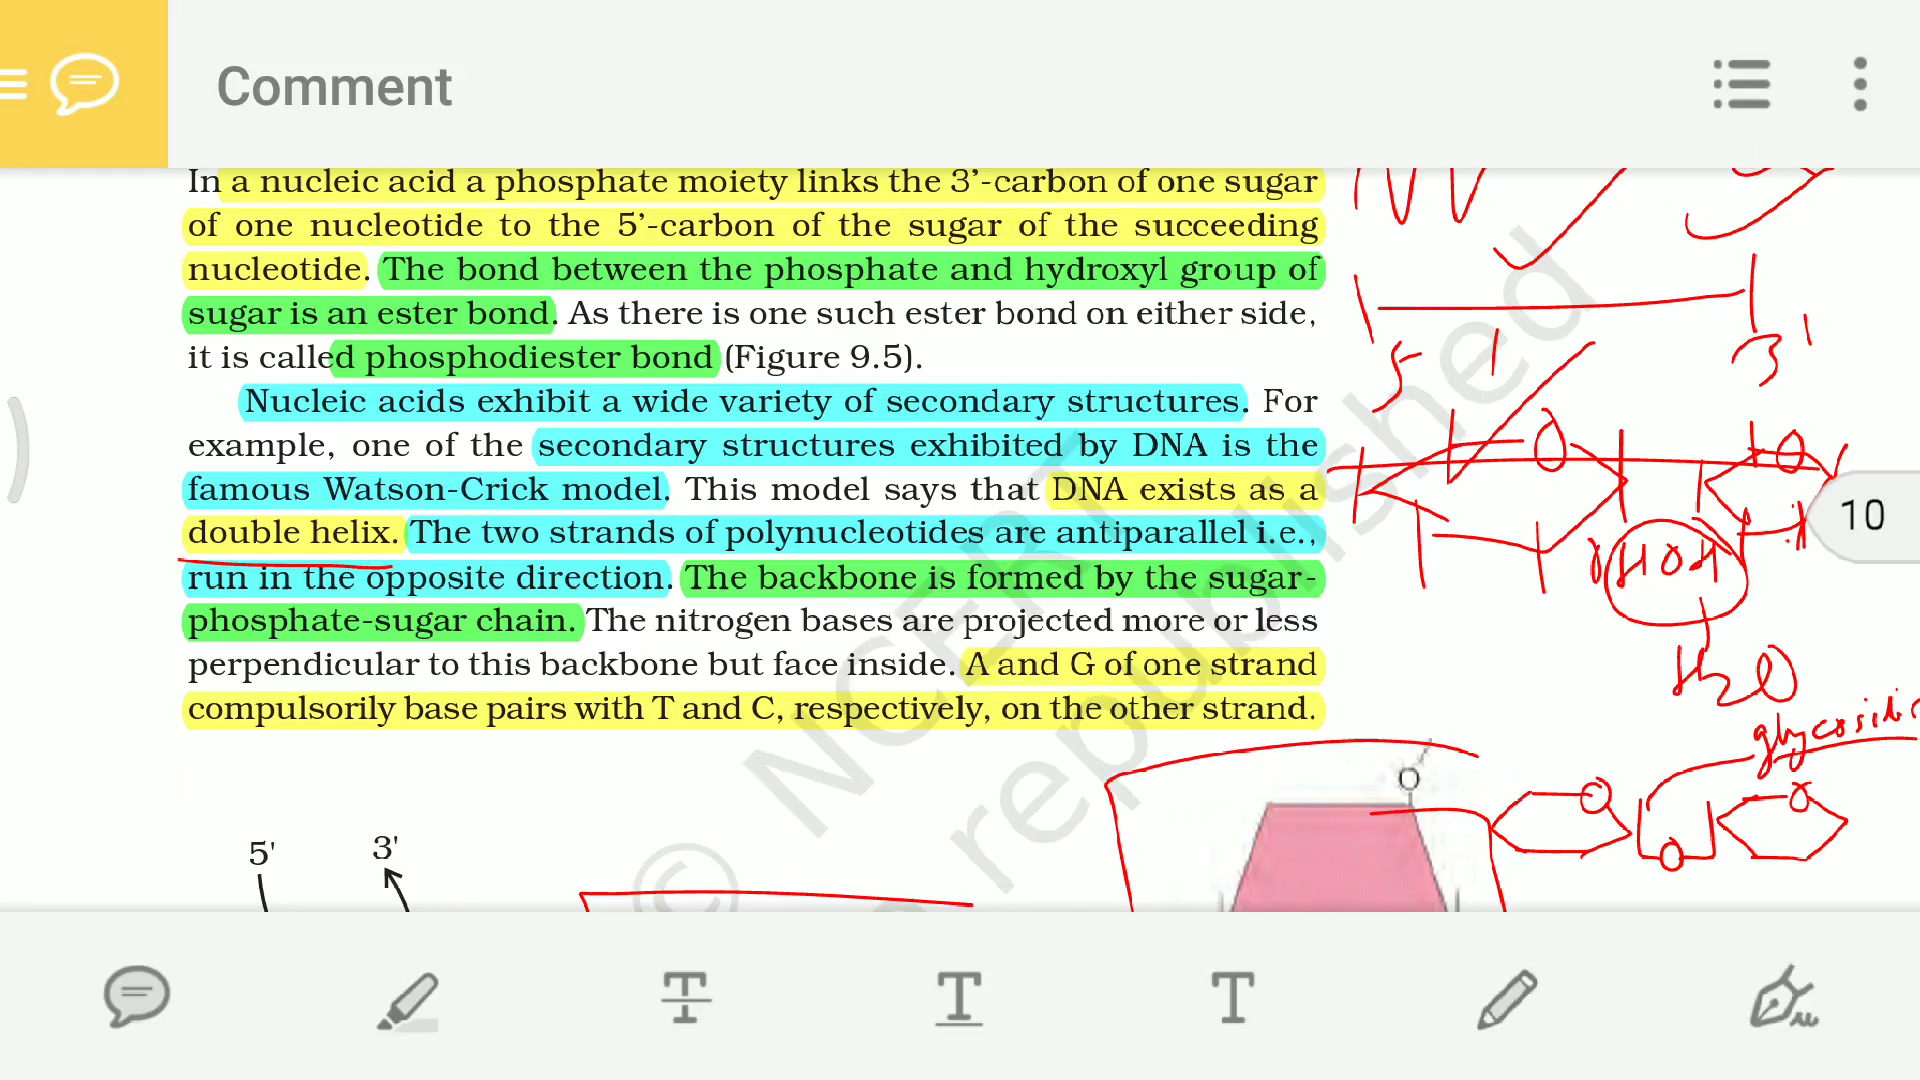 Comment
In a nucleic acid a phosphate moiety links the 3’-carbon of one sugar
of one nucleotide to the 5’-carbon of the sugar of the succeeding
nucleotide. The bond between the phosphate and hydroxyl group of
sugar is an ester bond. As there is one such ester bond on either side,
it is called phosphodiester bond (Figure 9.5).
Nucleic acids exhibit a wide variety of secondary structures. For
example, one of the secondary structures exhibited by DNA is the
famous Watson-Crick model. This model says that DNA exists as a
double helix. The two strands of polynucleotides are antiparallel i.e.,
run in the opposite direction. The backbone is formed by the sugar-
phosphate-sugar chain. The nitrogen bases are projected more or less
perpendicular to this backbone but face inside. A and G of one strand
compulsorily base pairs with T and C, respectively, on the other strand.
5'
3'
O
5'
3'
O
O
OH OH
H2O
glycosidic
O
O
O
10
© NCERT
republished